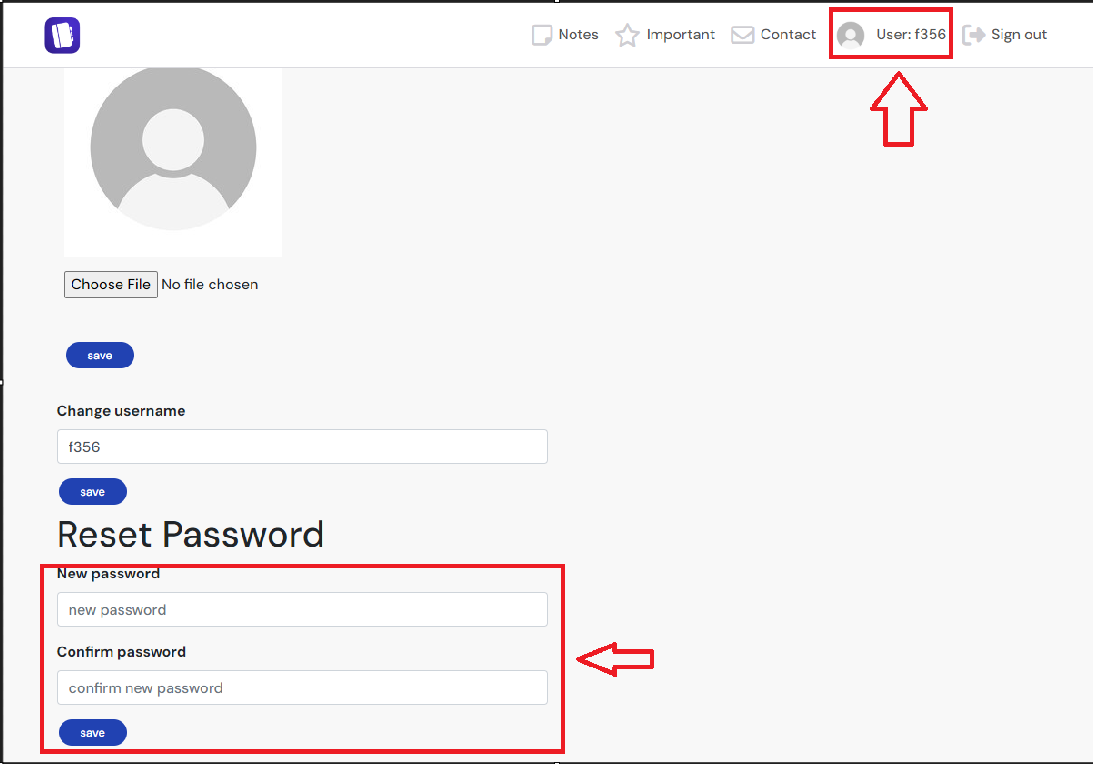 Notes Important Contact User: f356 Sign out
Choose File No file chosen
save
Change username
f356
save
Reset Password
New password
new password
Confirm password
confirm new password
save